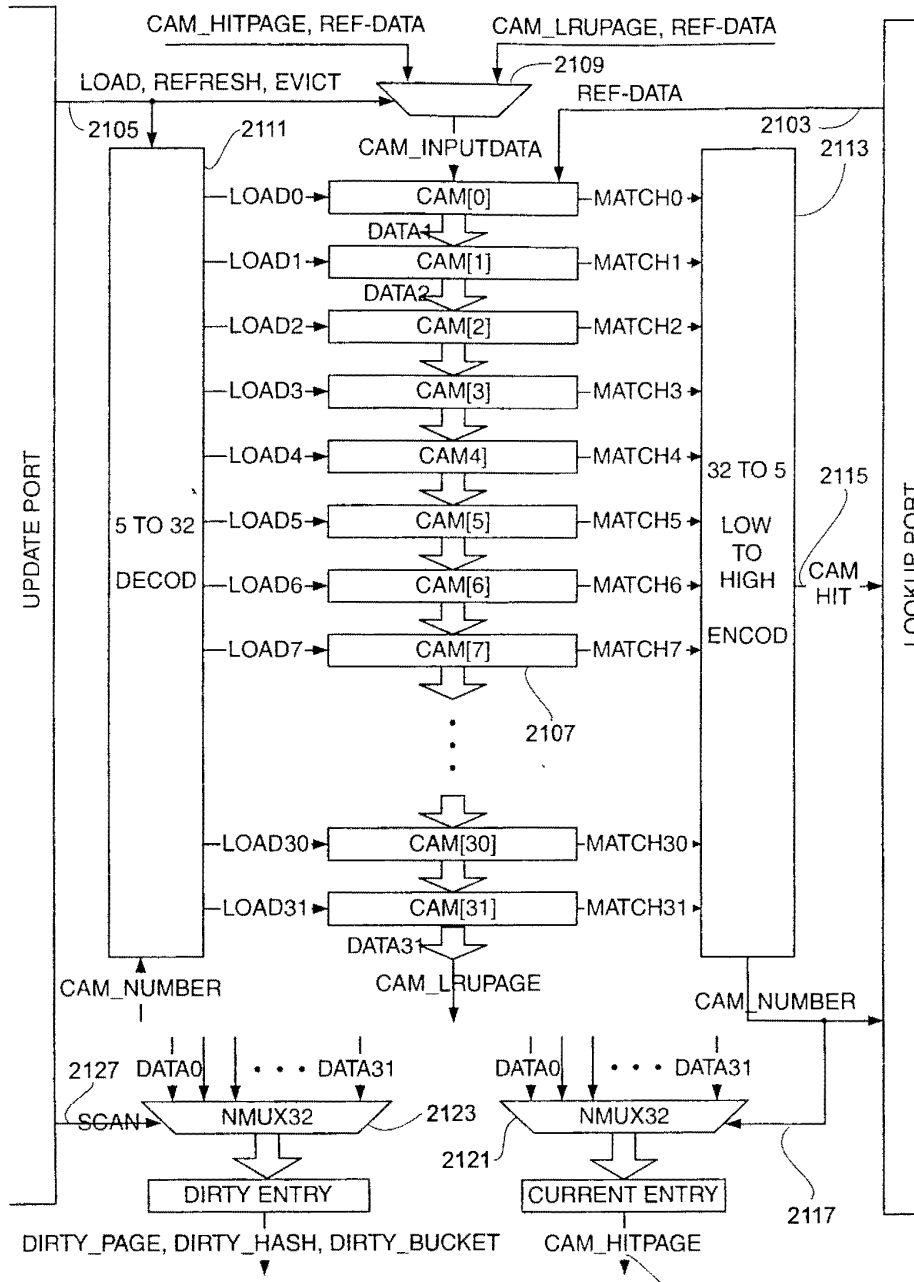 CAM_HITPAGE, REF-DATA
CAM_LRUPAGE, REF-DATA
2109
LOAD, REFRESH, EVICT
REF-DATA
2105
2111
2103
2113
CAM_INPUTDATA
LOAD0 CAM[0] MATCH0
DATA1
LOAD1 CAM[1] MATCH1
DATA2
LOAD2 CAM[2] MATCH2
LOAD3 CAM[3] MATCH3
LOAD4 CAM4] MATCH4
LOAD5 CAM[5] MATCH5
LOAD6 CAM[6] MATCH6
LOAD7 CAM[7] MATCH7
UPDATE PORT
5 TO 32
DECOD
32 TO 5
LOW
TO
HIGH
ENCOD
2115
CAM
HIT
LOOKUP PORT
2107
LOAD30 CAM[30] MATCH30
LOAD31 CAM[31] MATCH31
DATA31
CAM_NUMBER
CAM_LRUPAGE
CAM_NUMBER
DATA0 DATA31
DATA0 DATA31
2127
SCAN
NMUX32
2123
2121
NMUX32
2117
DIRTY ENTRY
CURRENT ENTRY
DIRTY_PAGE, DIRTY_HASH, DIRTY_BUCKET
CAM_HITPAGE